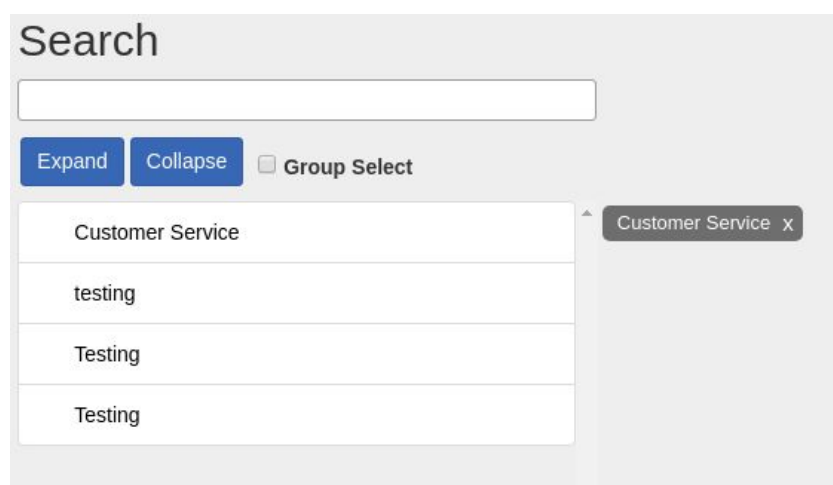 Search
Expand Collapse Group Select
Customer Service
Customer Service x
testing
Testing
Testing